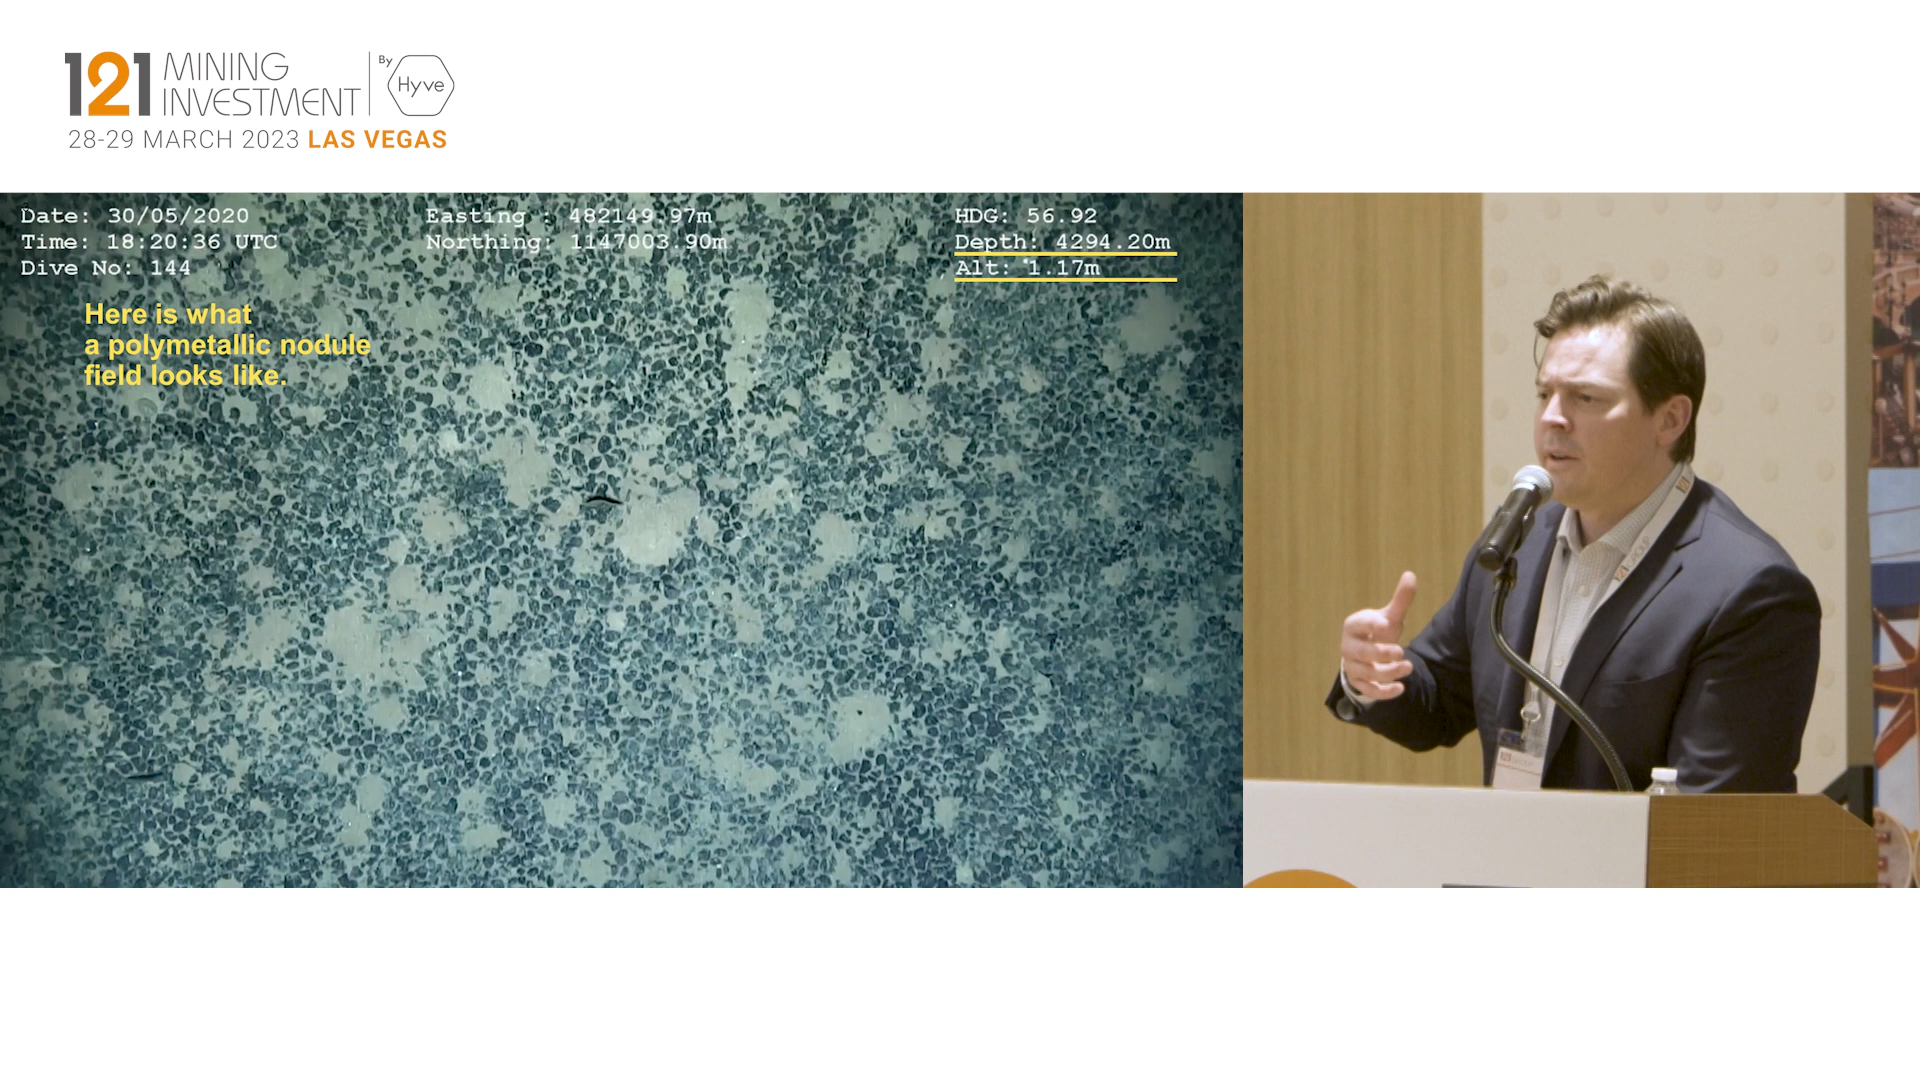 121 MINING INVESTMENT By Hyve
28-29 MARCH 2023 LAS VEGAS
Date: 30/05/2020
Time: 18:20:36 UTC
Dive No: 144
Easting : 482149.97m
Northing: 1147003.90m
HDG: 56.92
Depth: 4294.20m
Alt: 1.17m
Here is what
a polymetallic nodule
field looks like.